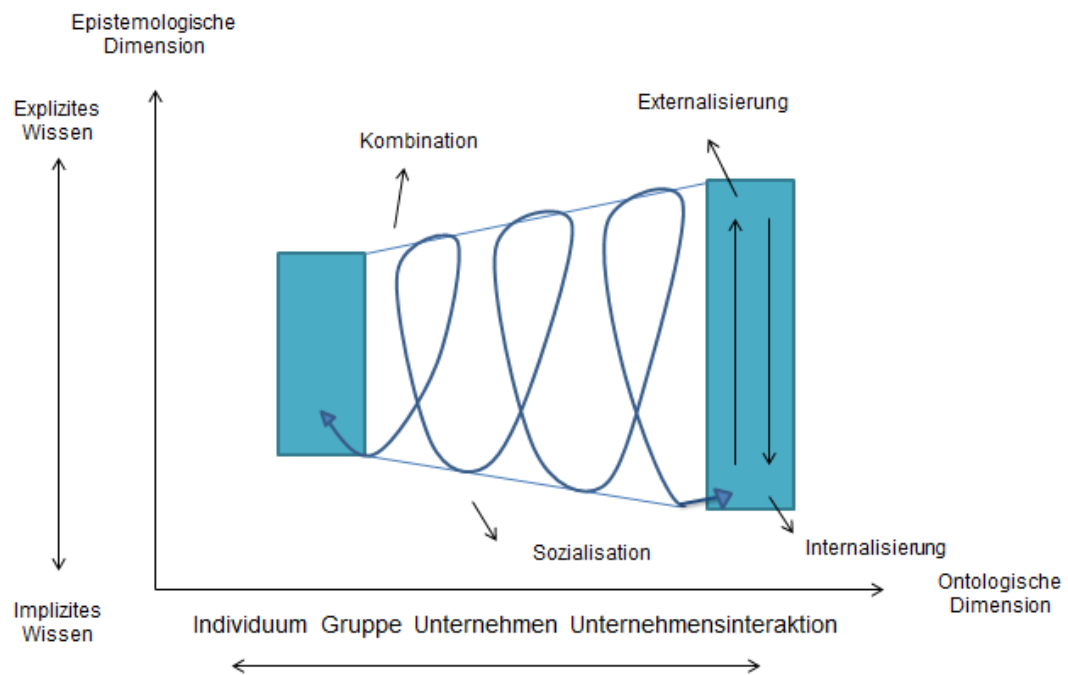 Epistemologische
Dimension
Explizites
Wissen
Externalisierung
Kombination
Sozialisation
Internalisierung
Ontologische
Dimension
Implizites
Wissen
Individuum Gruppe Unternehmen Unternehmensinteraktion